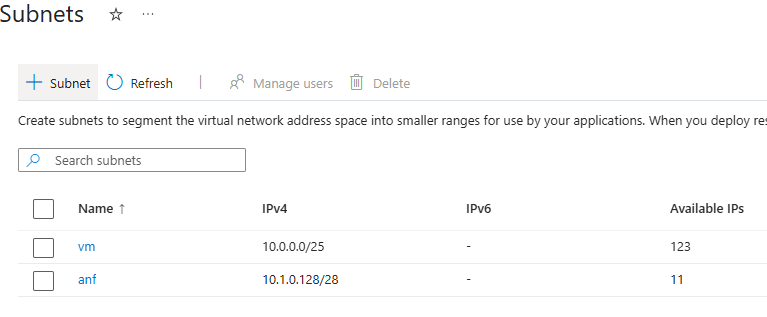 Subnets ☆ ...
+ Subnet Refresh | Manage users Delete
Create subnets to segment the virtual network address space into smaller ranges for use by your applications. When you deploy res
Search subnets
Name ↑ IPv4 IPv6 Available IPs
vm 10.0.0.0/25 - 123
anf 10.1.0.128/28 - 11